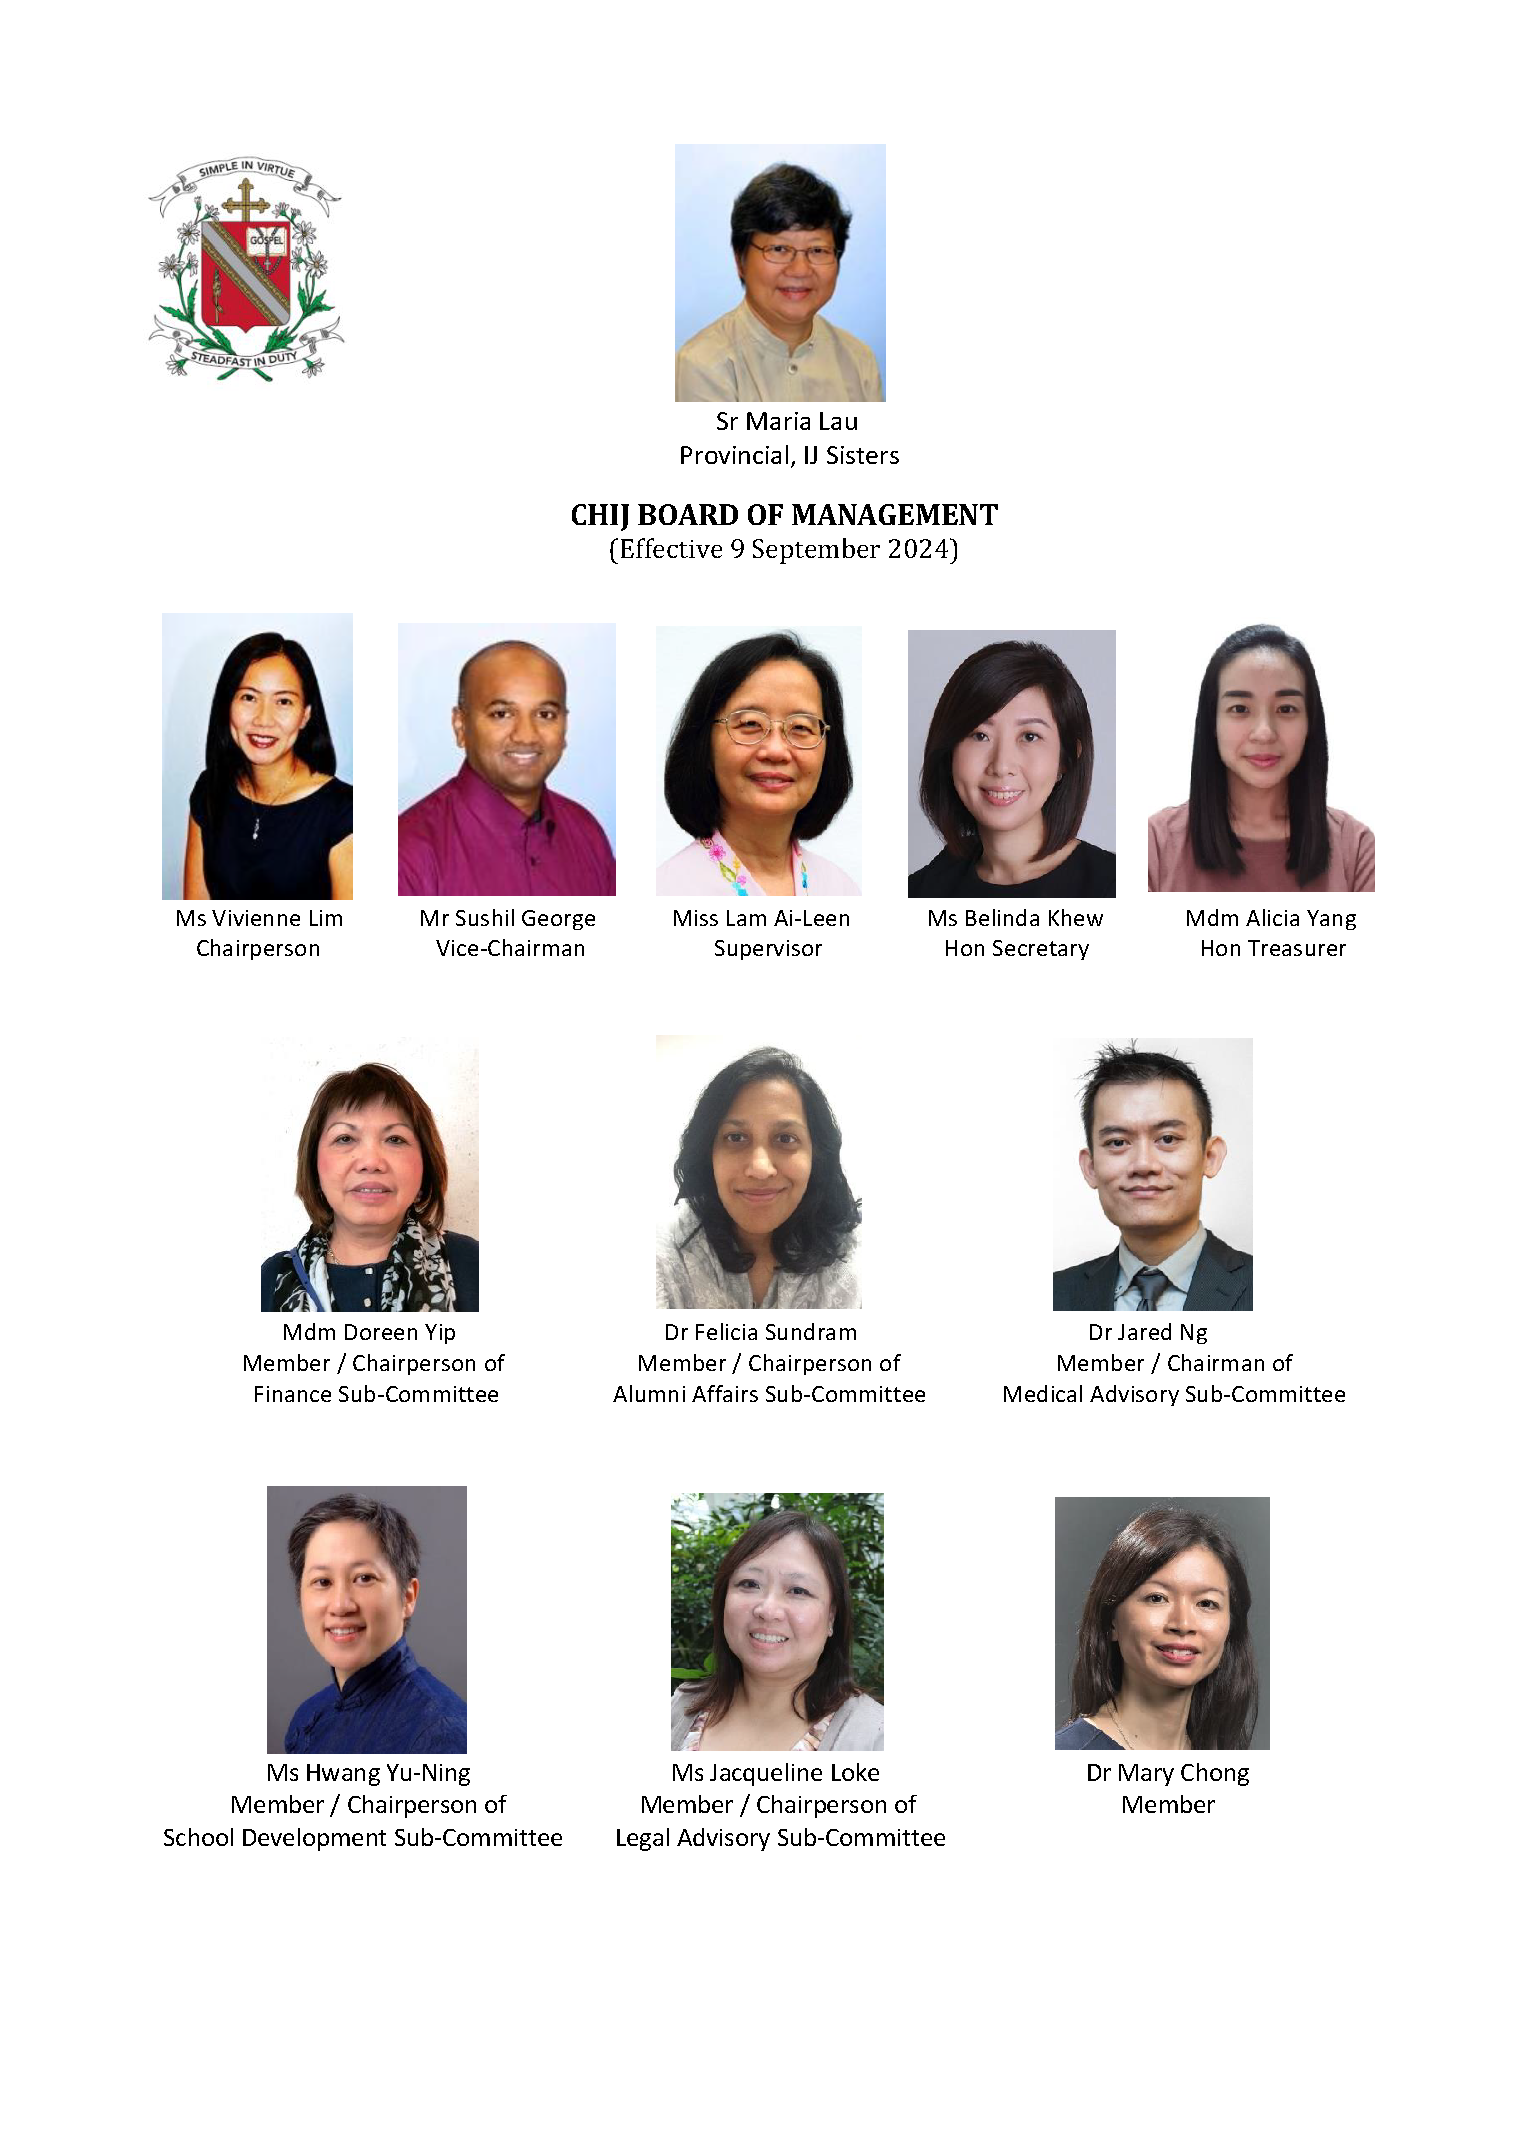 SIMPLE IN VIRTUE
GOSPEL
STEADFAST IN DUTY
Sr Maria Lau
Provincial, IJ Sisters
CHIJ BOARD OF MANAGEMENT
(Effective 9 September 2024)
Ms Vivienne Lim
Chairperson
Mr Sushil George
Vice-Chairman
Miss Lam Ai-Leen
Supervisor
Ms Belinda Khew
Hon Secretary
Mdm Alicia Yang
Hon Treasurer
Mdm Doreen Yip
Member / Chairperson of
Finance Sub-Committee
Dr Felicia Sundram
Member / Chairperson of
Alumni Affairs Sub-Committee
Dr Jared Ng
Member / Chairman of
Medical Advisory Sub-Committee
Ms Hwang Yu-Ning
Member / Chairperson of
School Development Sub-Committee
Ms Jacqueline Loke
Member / Chairperson of
Legal Advisory Sub-Committee
Dr Mary Chong
Member